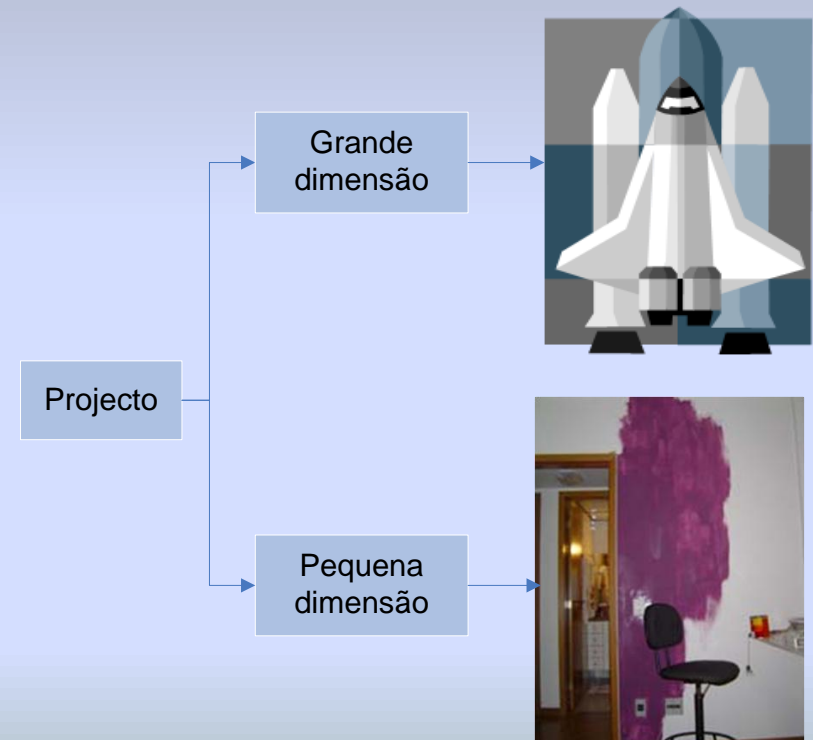 Grande
dimensão
Projecto
Pequena
dimensão